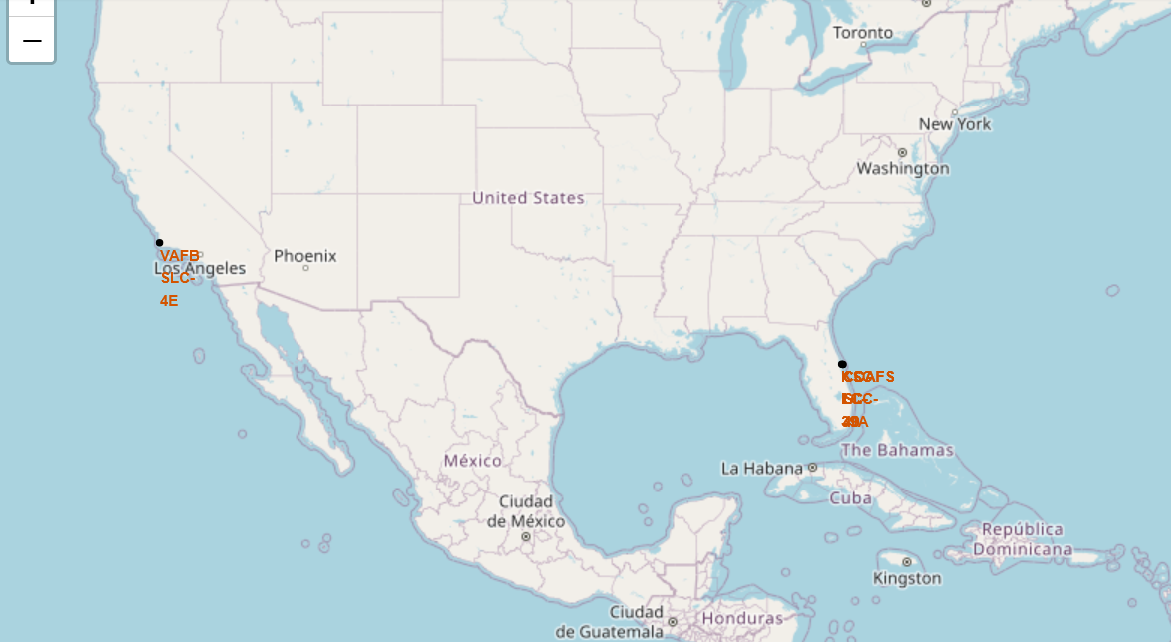 Toronto
New York
Washington
United States
Phoenix
VAFB
Los Angeles
SLC-
4E
The Bahamas
La Habana
México
Cuba
Ciudad
de México
República
Dominicana
Kingston
Ciudad
de Guatemala
Honduras